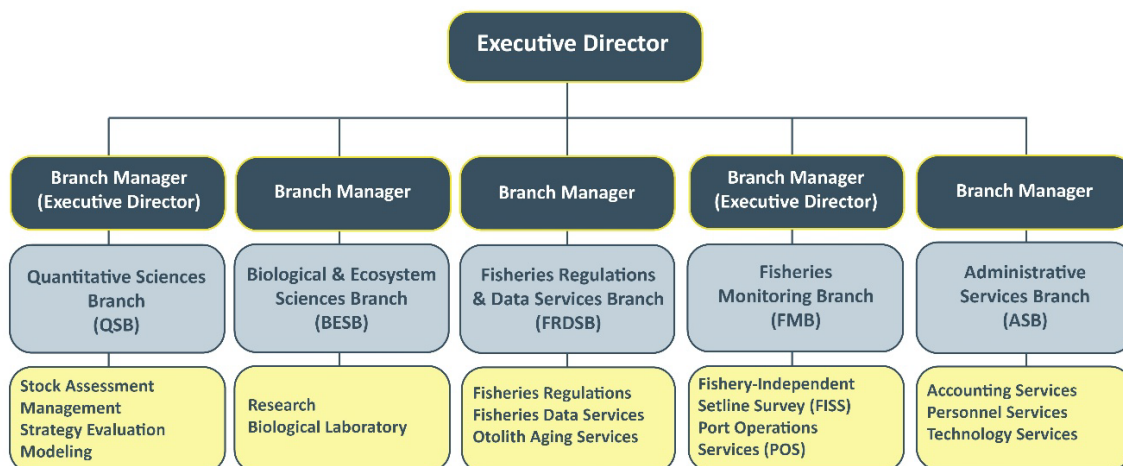 Executive Director
Branch Manager
(Executive Director)
Branch Manager
Branch Manager
Branch Manager
(Executive Director)
Branch Manager
Quantitative Sciences
Branch
(QSB)
Biological & Ecosystem
Sciences Branch
(BESB)
Fisheries Regulations
& Data Services Branch
(FRDSB)
Fisheries
Monitoring Branch
(FMB)
Administrative
Services Branch
(ASB)
Stock Assessment
Management
Strategy Evaluation
Modeling
Research
Biological Laboratory
Fisheries Regulations
Fisheries Data Services
Otolith Aging Services
Fishery-Independent
Setline Survey (FISS)
Port Operations
Services (POS)
Accounting Services
Personnel Services
Technology Services